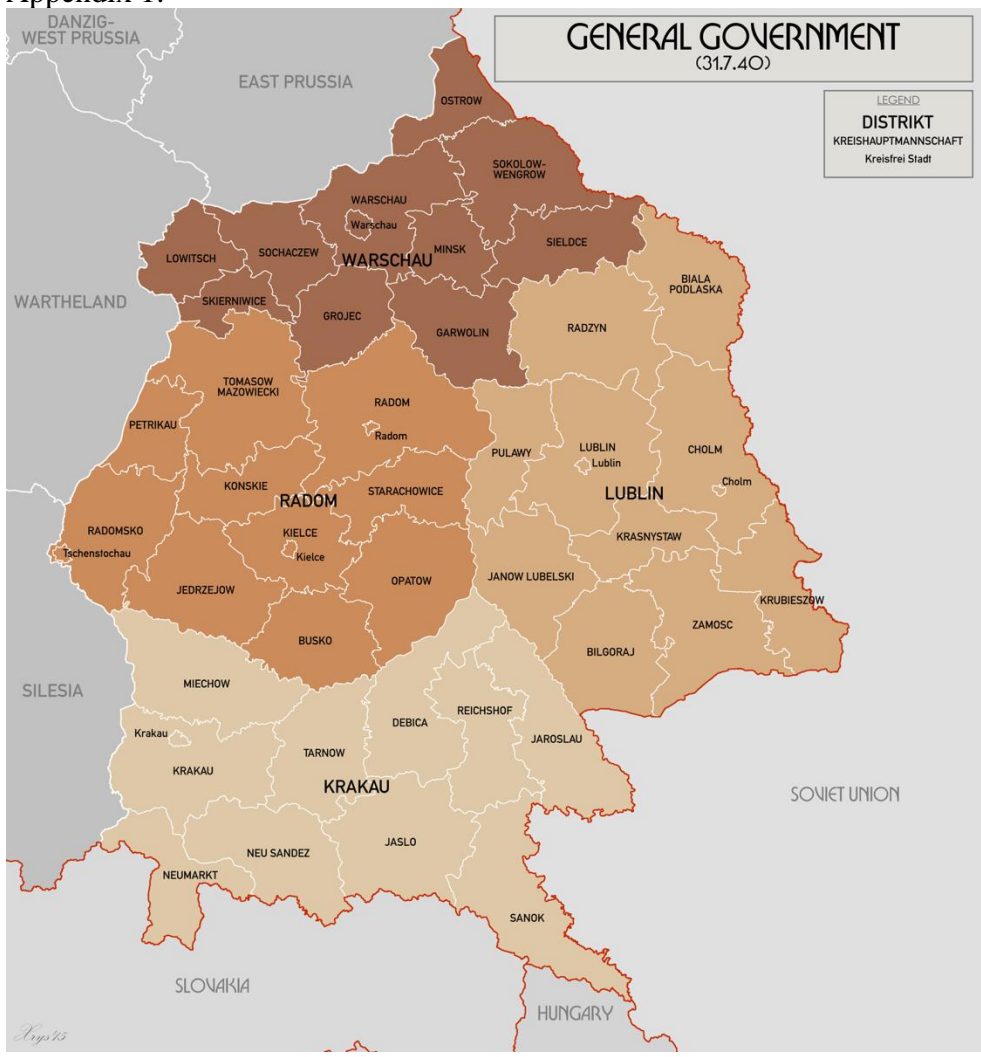 Appendix 1.
GENERAL GOVERNMENT
(31.7.40)
LEGEND
DISTRIKT
KREISHAUPTMANNSCHAFT
Kreisfrei Stadt
DANZIG-
WEST PRUSSIA
EAST PRUSSIA
OSTROW
SOKOLOW-
WENGROW
WARSCHAU
Warschau
LOWITSCH
SOCHACZEW
WARSCHAU
MINSK
SIELDCE
WARTHELAND
SKIERNIWICE
GROJEC
GARWOLIN
RADZYN
BIALA
PODLASKA
TOMASOW
MAZOWIECKI
PETRIKAU
RADOM
Radom
PULAWY
LUBLIN
Lublin
CHOLM
Cholm
KONSKIE
RADOM
STARACHOWICE
LUBLIN
RADOMSKO
Tschenstochau
KIELCE
Kielce
KRASNYSTAW
JEDRZEJOW
OPATOW
JANOW LUBELSKI
KRUBIESZOW
BUSKO
BILGORAJ
ZAMOSC
SILESIA
MIECHOW
Krakau
KRAKAU
TARNOW
DEBICA
REICHSHOF
JAROSLAU
KRAKAU
SOVIET UNION
NEU SANDEZ
JASLO
NEUMARKT
SANOK
SLOVAKIA
HUNGARY
Xrys45